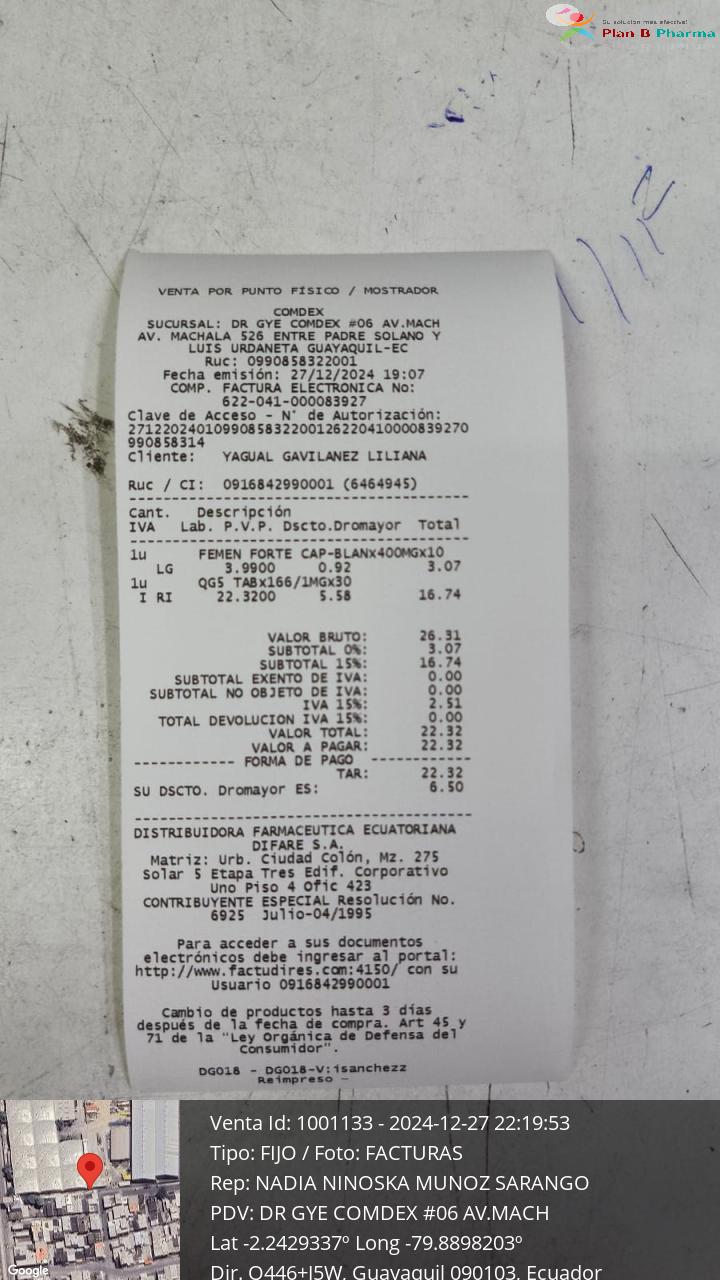 Su solucion mas efectiva!
Plan B Pharma
VENTA POR PUNTO FÍSICO / MOSTRADOR
COMDEX
SUCURSAL: DR GYE COMDEX #06 AV.MACH
AV. MACHALA 526 ENTRE PADRE SOLANO Y
LUIS URDANETA GUAYAQUIL-EC
Ruc: 0990858322001
Fecha emisión: 27/12/2024 19:07
COMP. FACTURA ELECTRONICA No:
622-041-000083927
Clave de Acceso - N° de Autorización:
2712202401099085832200126220410000839270
990858314
Cliente: YAGUAL GAVILANEZ LILIANA
Ruc / CI: 0916842990001 (6464945)
Cant. Descripción
IVA Lab. P.V.P. Dscto.Dromayor Total
1u FEMEN FORTE CAP-BLANx400MGx10
LG 3.9900 0.92 3.07
1u QG5 TABx166/1MGx30
I RI 22.3200 5.58 16.74
VALOR BRUTO: 26.31
SUBTOTAL 0%: 3.07
SUBTOTAL 15%: 16.74
SUBTOTAL EXENTO DE IVA: 0.00
SUBTOTAL NO OBJETO DE IVA: 0.00
IVA 15%: 2.51
TOTAL DEVOLUCION IVA 15%: 0.00
VALOR TOTAL: 22.32
VALOR A PAGAR: 22.32
------------ FORMA DE PAGO ------------
TAR: 22.32
SU DSCTO. Dromayor ES: 6.50
DISTRIBUIDORA FARMACEUTICA ECUATORIANA
DIFARE S.A.
Matriz: Urb. Ciudad Colón, Mz. 275
Solar 5 Etapa Tres Edif. Corporativo
Uno Piso 4 Ofic 423
CONTRIBUYENTE ESPECIAL Resolución No.
6925 Julio-04/1995
Para acceder a sus documentos
electrónicos debe ingresar al portal:
http://www.factudires.com:4150/ con su
Usuario 0916842990001
Cambio de productos hasta 3 días
después de la fecha de compra. Art 45 y
71 de la "Ley Orgánica de Defensa del
Consumidor".
DG018 - DG018-V:isanchezz
Reimpreso -
Venta Id: 1001133 - 2024-12-27 22:19:53
Tipo: FIJO / Foto: FACTURAS
Rep: NADIA NINOSKA MUNOZ SARANGO
PDV: DR GYE COMDEX #06 AV.MACH
Lat -2.2429337º Long -79.8898203º
Dir. Q446+J5W, Guayaquil 090103, Ecuador
Google